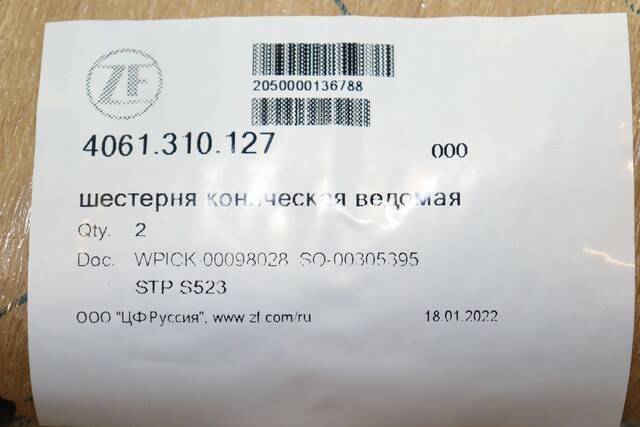 ZF
2050000136788
4061.310.127 000
шестерня коническая ведомая
Qty. 2
Doc. WPICK-00098028 SO-00305395
STP S523
ООО "ЦФ Руссия", www.zf.com/ru 18.01.2022